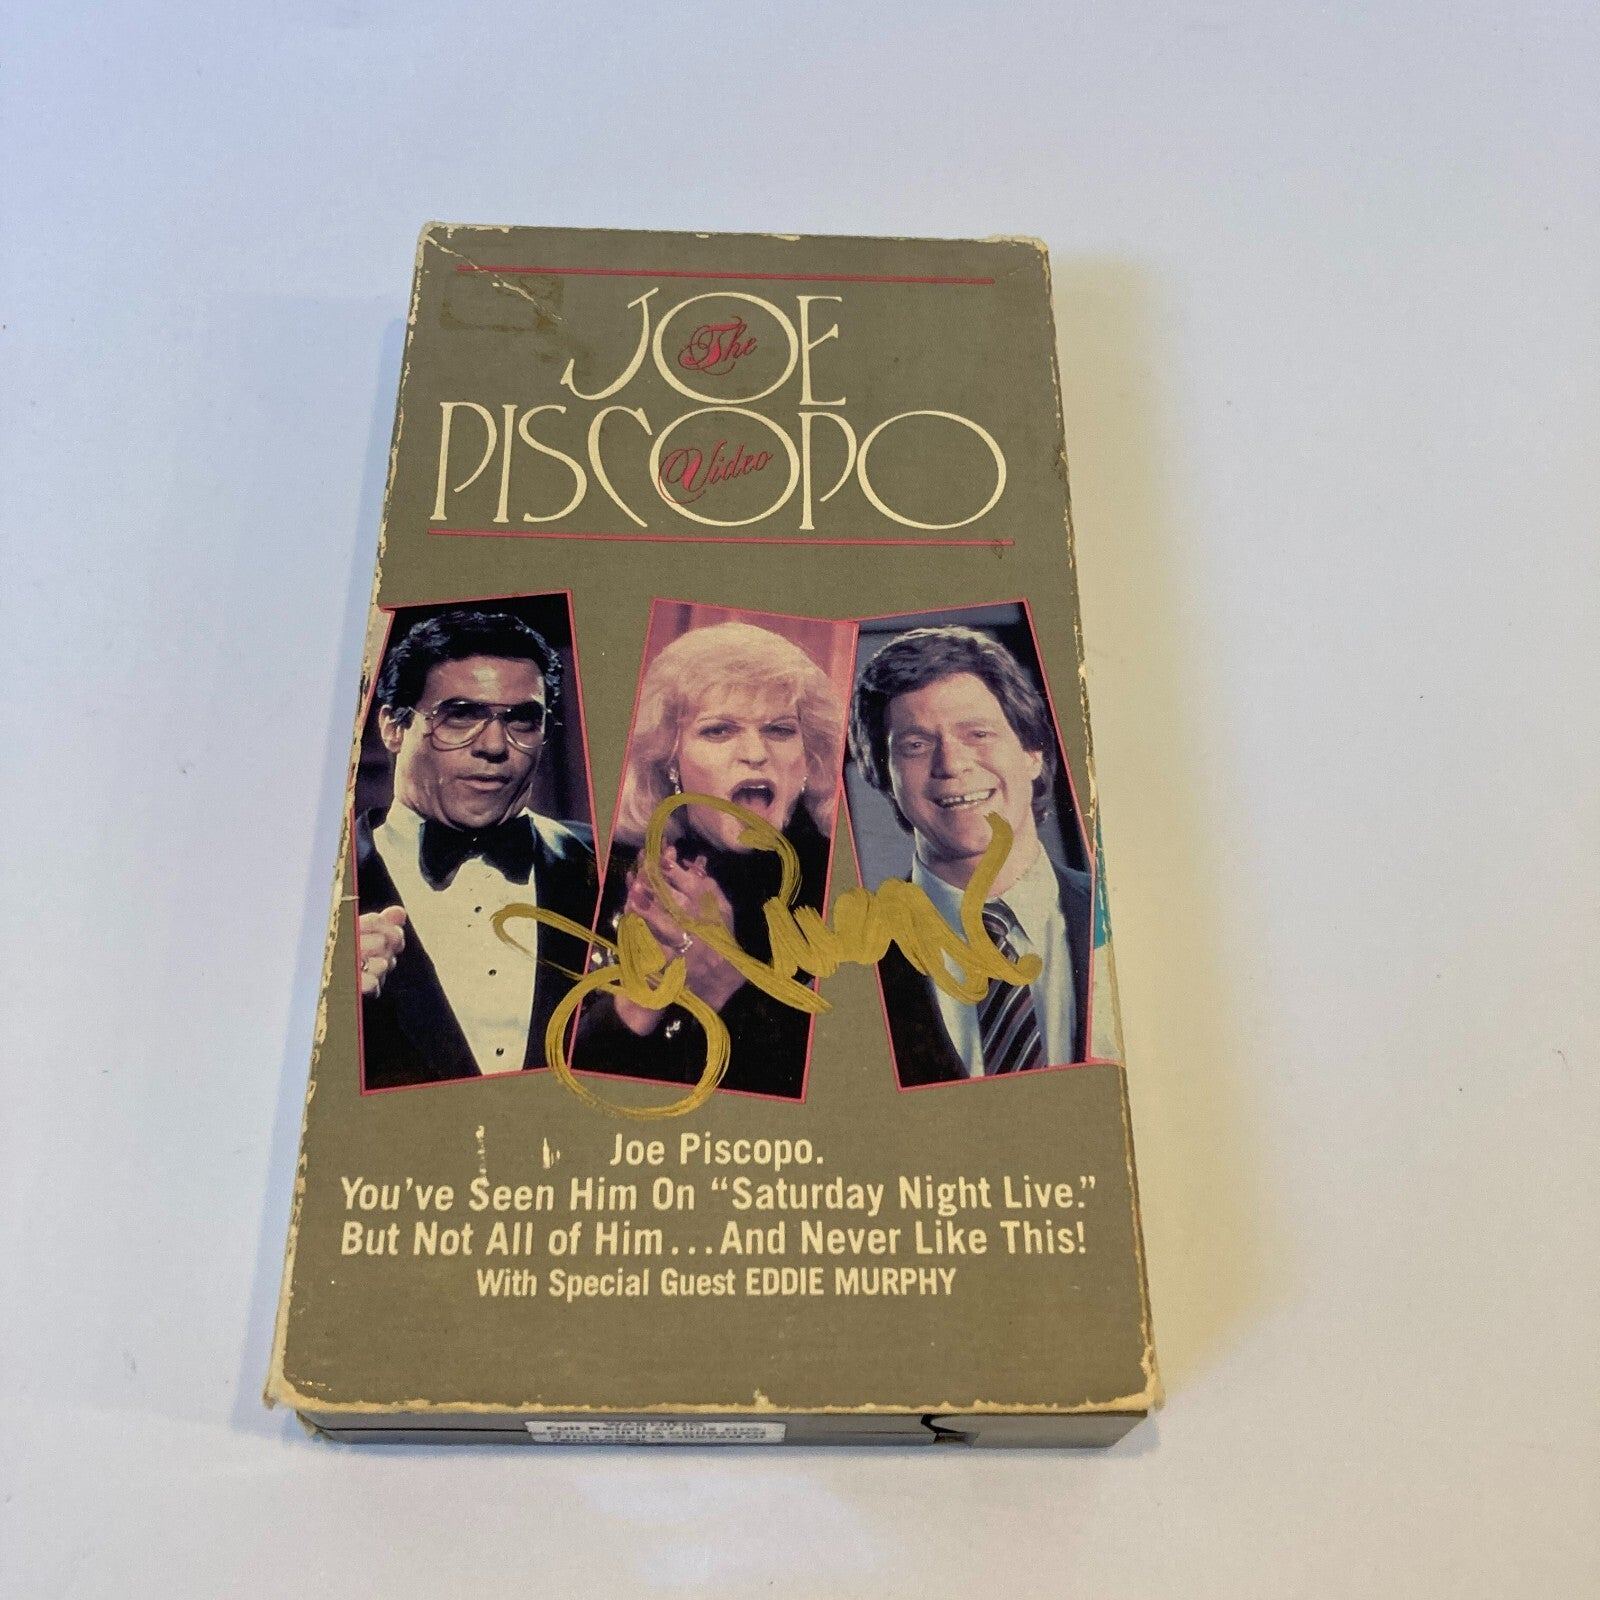 The
JOE
Video
PISCOPO
Joe Piscopo.
You've Seen Him On "Saturday Night Live."
But Not All of Him...And Never Like This!
With Special Guest EDDIE MURPHY
WARNING